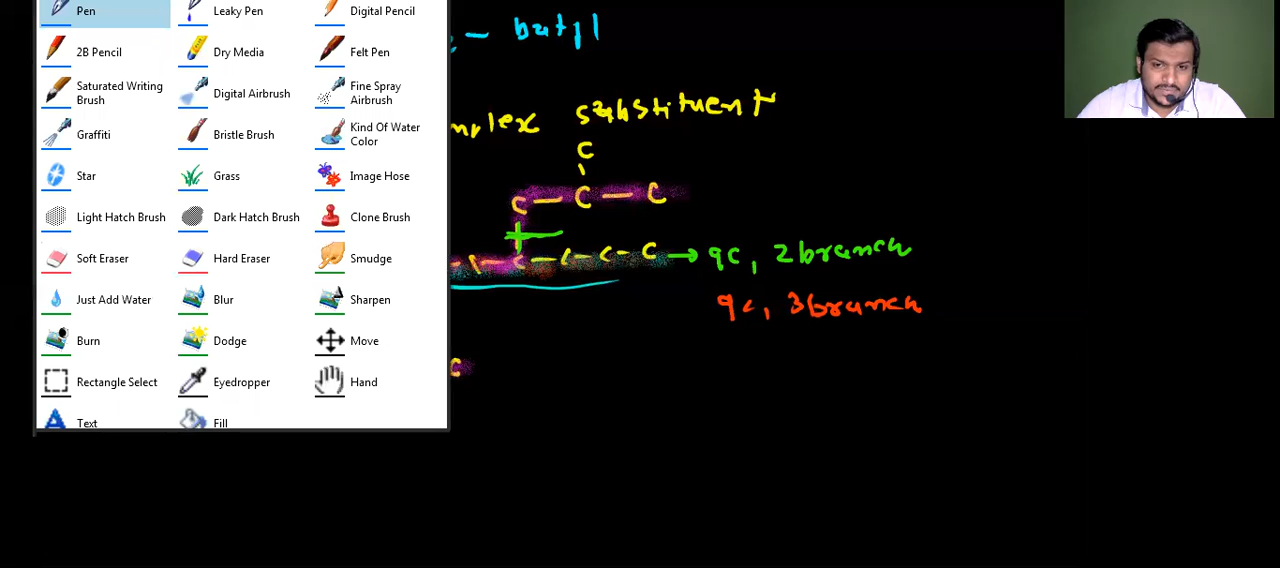 Pen Leaky Pen Digital Pencil
2B Pencil Dry Media Felt Pen
Saturated Writing Brush Digital Airbrush Fine Spray Airbrush
Graffiti Bristle Brush Kind Of Water Color
Star Grass Image Hose
Light Hatch Brush Dark Hatch Brush Clone Brush
Soft Eraser Hard Eraser Smudge
Just Add Water Blur Sharpen
Burn Dodge Move
Rectangle Select Eyedropper Hand
Text Fill
- butyl
mplex substituent
C
C — C — C
C — C - C - C → 9C, 2branch
9C, 3branch
C